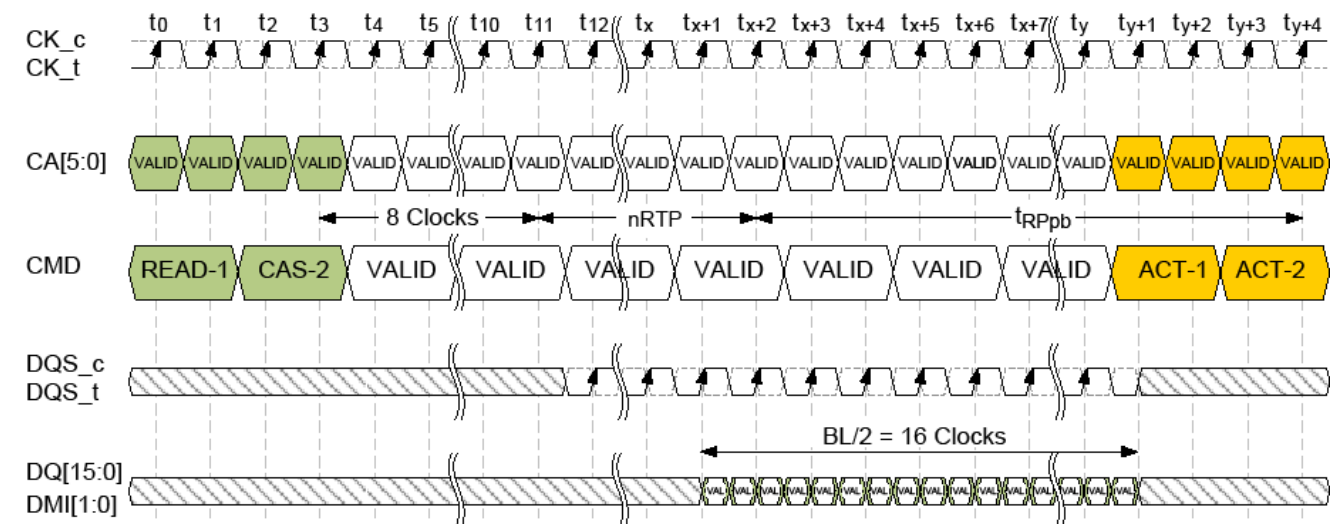 t0 t1 t2 t3 t4 t5 t10 t11 t12 tx tx+1 tx+2 tx+3 tx+4 tx+5 tx+6 tx+7 ty ty+1 ty+2 ty+3 ty+4
CK_c
CK_t
CA[5:0] VALID VALID VALID VALID VALID VALID VALID VALID VALID VALID VALID VALID VALID VALID VALID VALID VALID VALID VALID VALID VALID VALID
8 Clocks nRTP tRPpb
CMD READ-1 CAS-2 VALID VALID VALID VALID VALID VALID VALID ACT-1 ACT-2
DQS_c
DQS_t
BL/2 = 16 Clocks
DQ[15:0]
DMI[1:0]